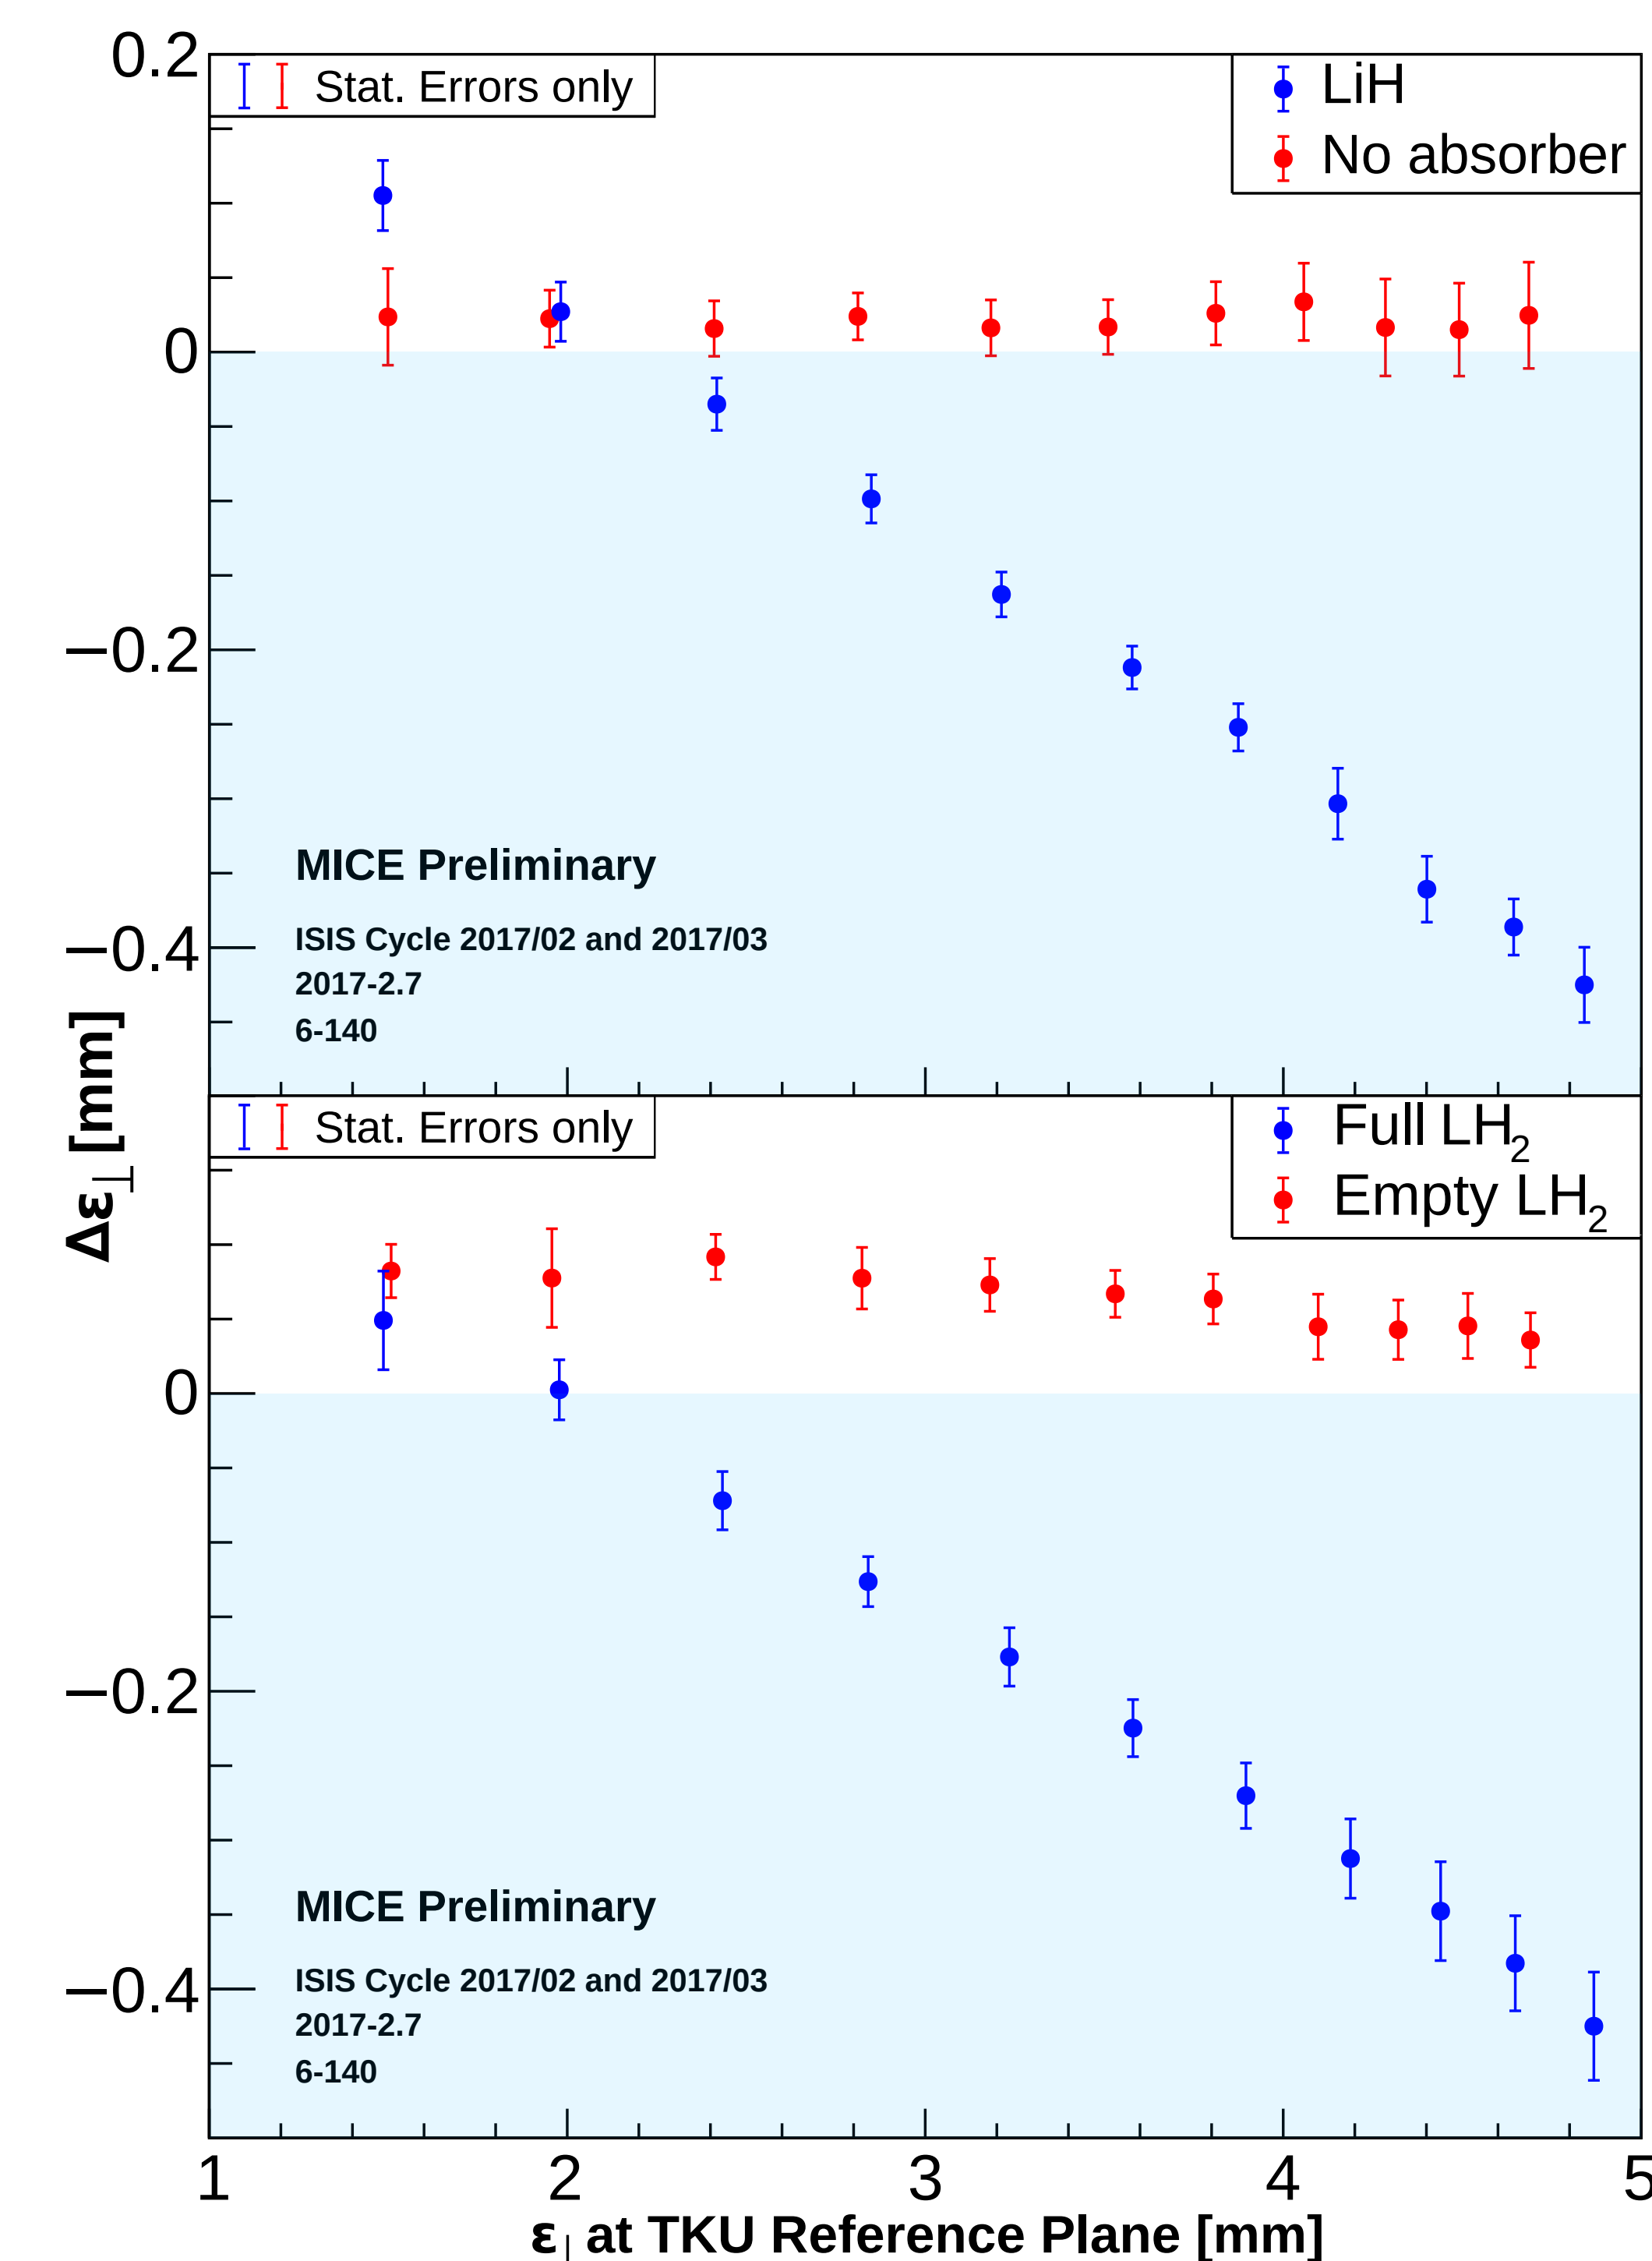 0.2
Stat. Errors only
LiH
No absorber
0
−0.2
−0.4
MICE Preliminary
ISIS Cycle 2017/02 and 2017/03
2017-2.7
6-140
Δε⊥ [mm]
Stat. Errors only
Full LH2
Empty LH2
0
−0.2
−0.4
MICE Preliminary
ISIS Cycle 2017/02 and 2017/03
2017-2.7
6-140
1 2 3 4 5
ε⊥ at TKU Reference Plane [mm]